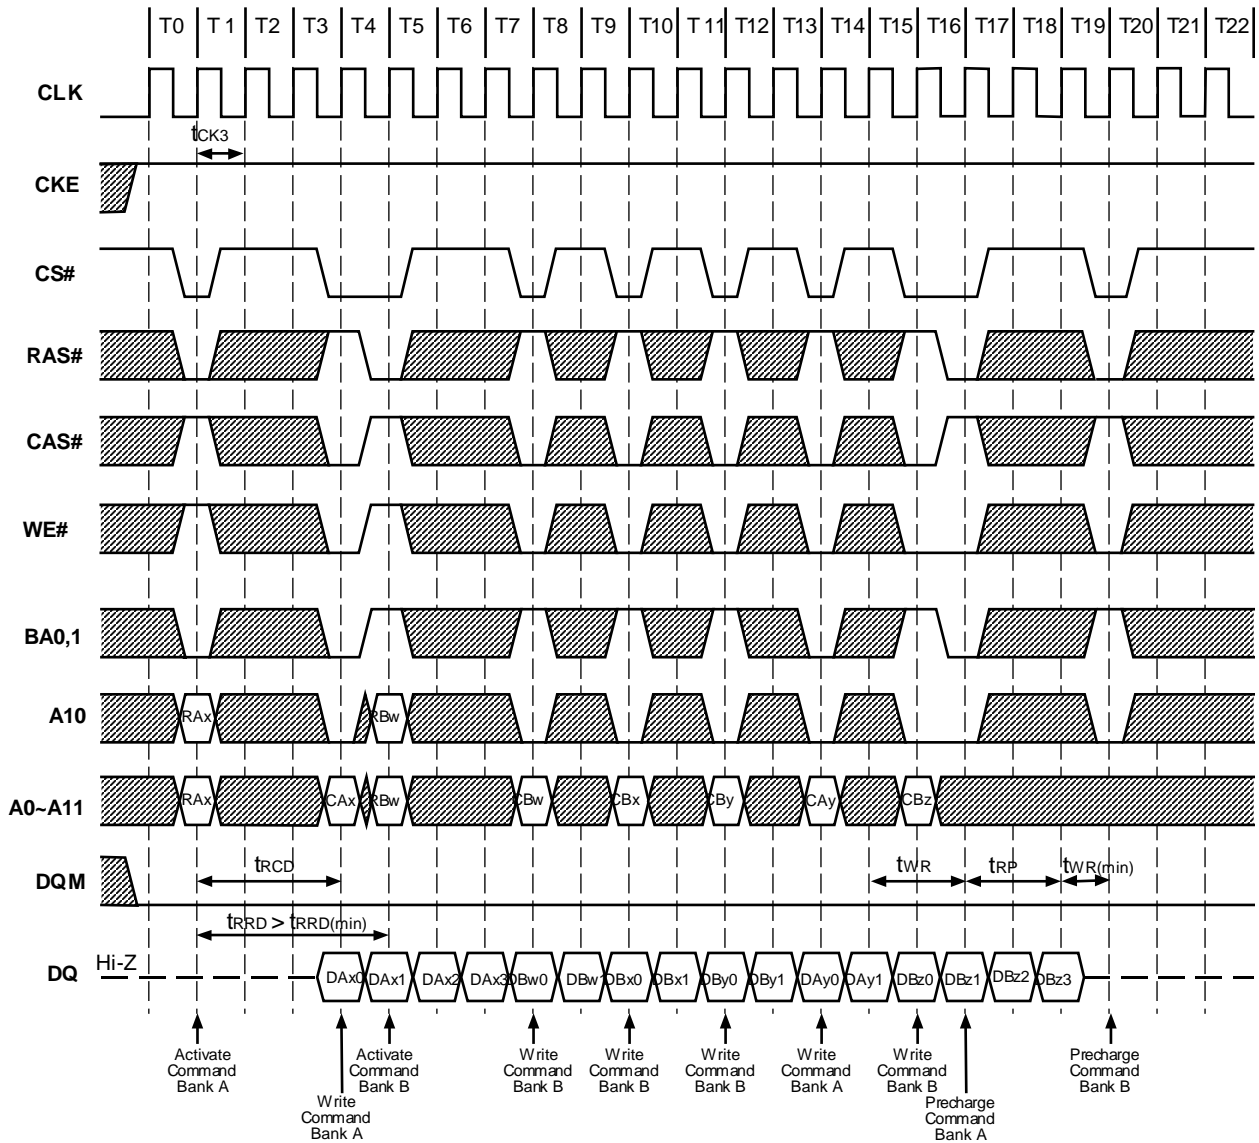 T0 T1 T2 T3 T4 T5 T6 T7 T8 T9 T10 T11 T12 T13 T14 T15 T16 T17 T18 T19 T20 T21 T22
CLK
tCK3
CKE
CS#
RAS#
CAS#
WE#
BA0,1
A10
RAx RBw
A0~A11
RAx CAx RBw CBw CBx CBy CAy CBz
DQM
tRCD tWR tRP tWR(min)
tRRD > tRRD(min)
DQ
Hi-Z
DAx0 DAx1 DAx2 DAx3 DBw0 DBw1 DBx0 DBx1 DBy0 DBy1 DAy0 DAy1 DBz0 DBz1 DBz2 DBz3
Activate
Command
Bank A
Write
Command
Bank A
Activate
Command
Bank B
Write
Command
Bank B
Write
Command
Bank B
Write
Command
Bank B
Write
Command
Bank A
Write
Command
Bank B
Precharge
Command
Bank A
Precharge
Command
Bank B